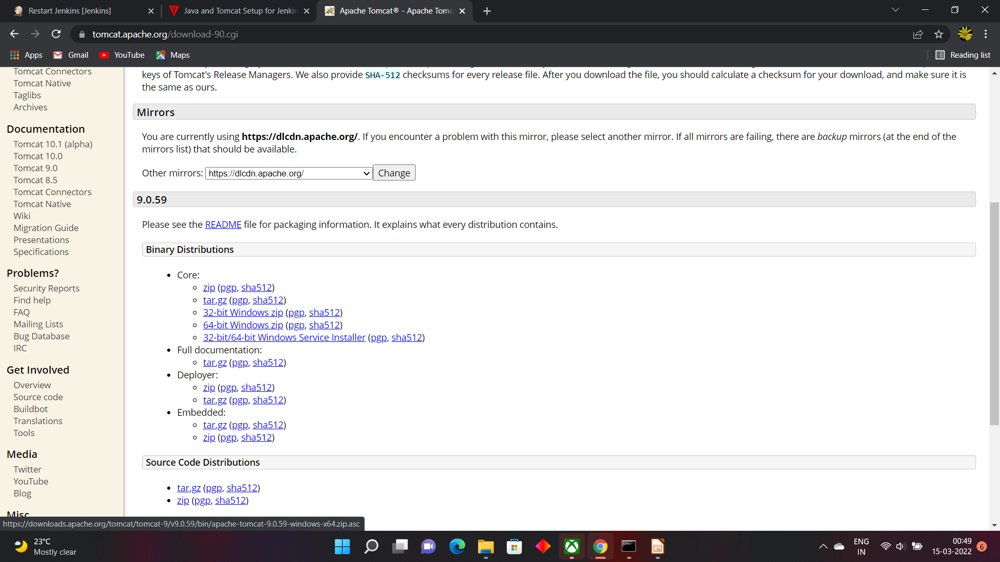 Restart Jenkins [Jenkins]
Java and Tomcat Setup for Jenkin
Apache Tomcat® - Apache Tomc
tomcat.apache.org/download-90.cgi
Apps
Gmail
YouTube
Maps
Reading list
Tomcat Connectors
Tomcat Native
Taglibs
Archives
Documentation
Tomcat 10.1 (alpha)
Tomcat 10.0
Tomcat 9.0
Tomcat 8.5
Tomcat Connectors
Tomcat Native
Wiki
Migration Guide
Presentations
Specifications
Problems?
Security Reports
Find help
FAQ
Mailing Lists
Bug Database
IRC
Get Involved
Overview
Source code
Buildbot
Translations
Tools
Media
Twitter
YouTube
Blog
Misc
keys of Tomcat's Release Managers. We also provide SHA-512 checksums for every release file. After you download the file, you should calculate a checksum for your download, and make sure it is
the same as ours.
Mirrors
You are currently using https://dlcdn.apache.org/. If you encounter a problem with this mirror, please select another mirror. If all mirrors are failing, there are backup mirrors (at the end of the
mirrors list) that should be available.
Other mirrors: https://dlcdn.apache.org/ Change
9.0.59
Please see the README file for packaging information. It explains what every distribution contains.
Binary Distributions
Core:
zip (pgp, sha512)
tar.gz (pgp, sha512)
32-bit Windows zip (pgp, sha512)
64-bit Windows zip (pgp, sha512)
32-bit/64-bit Windows Service Installer (pgp, sha512)
Full documentation:
tar.gz (pgp, sha512)
Deployer:
zip (pgp, sha512)
tar.gz (pgp, sha512)
Embedded:
tar.gz (pgp, sha512)
zip (pgp, sha512)
Source Code Distributions
tar.gz (pgp, sha512)
zip (pgp, sha512)
https://downloads.apache.org/tomcat/tomcat-9/v9.0.59/bin/apache-tomcat-9.0.59-windows-x64.zip.asc
23°C
Mostly clear
ENG
IN
00:49
15-03-2022
6